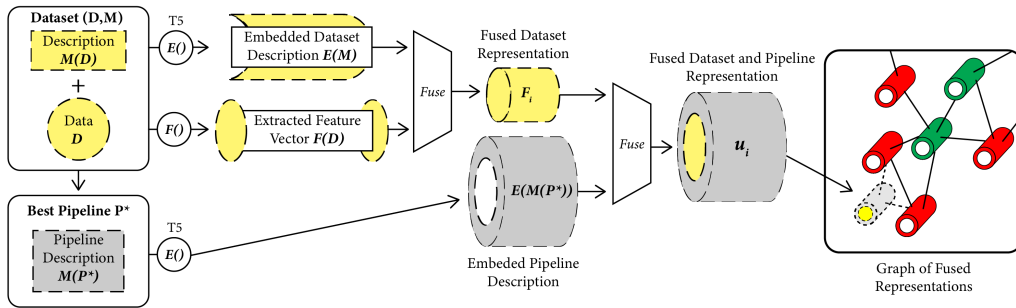 Dataset (D,M)
Description
M(D)
+
Data
D
T5
E()
F()
Embedded Dataset
Description E(M)
Extracted Feature
Vector F(D)
Fuse
Fused Dataset
Representation
F_i
Best Pipeline P*
Pipeline
Description
M(P*)
T5
E()
E(M(P*))
Embeded Pipeline
Description
Fuse
Fused Dataset and Pipeline
Representation
u_i
Graph of Fused
Representations